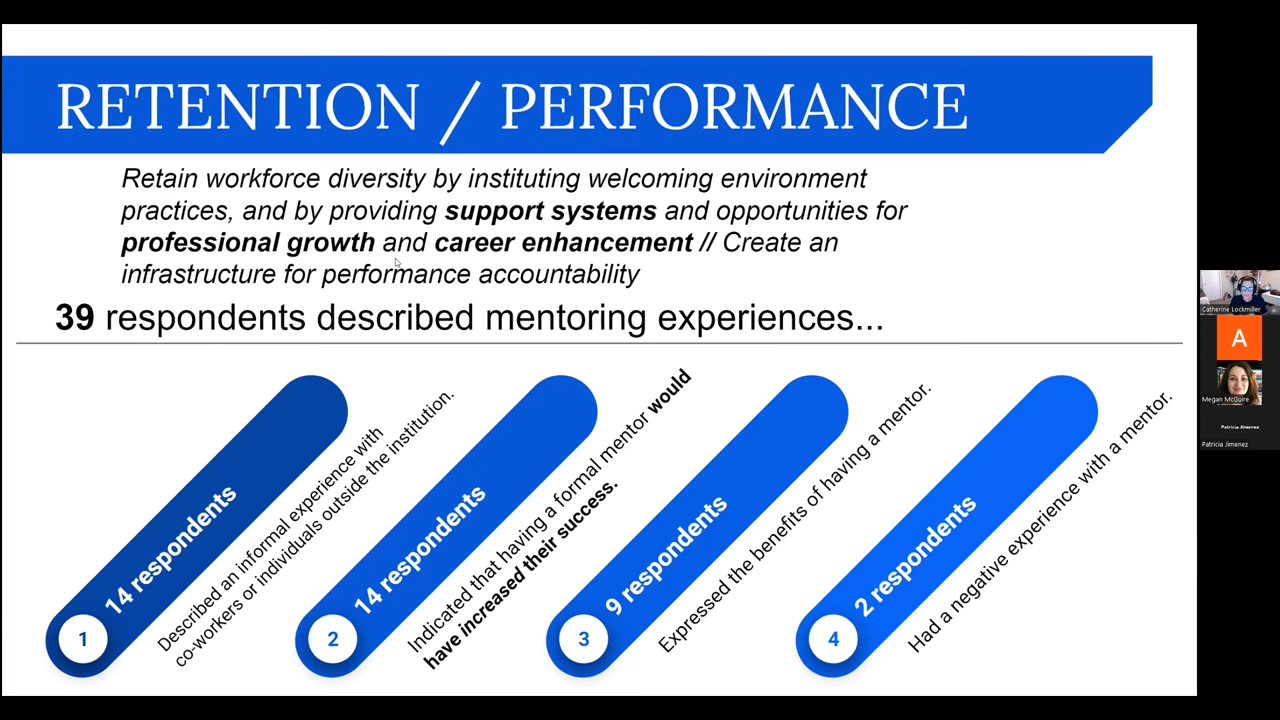 RETENTION / PERFORMANCE
Retain workforce diversity by instituting welcoming environment
practices, and by providing support systems and opportunities for
professional growth and career enhancement // Create an
infrastructure for performance accountability
39 respondents described mentoring experiences...
14 respondents
1
Described an informal experience with
co-workers or individuals outside the institution.
14 respondents
2
Indicated that having a formal mentor would
have increased their success.
9 respondents
3
Expressed the benefits of having a mentor.
2 respondents
4
Had a negative experience with a mentor.
Catherine Lockmiller
A
Megan McGuire
Patricia Jimenez
Patricia Jimenez